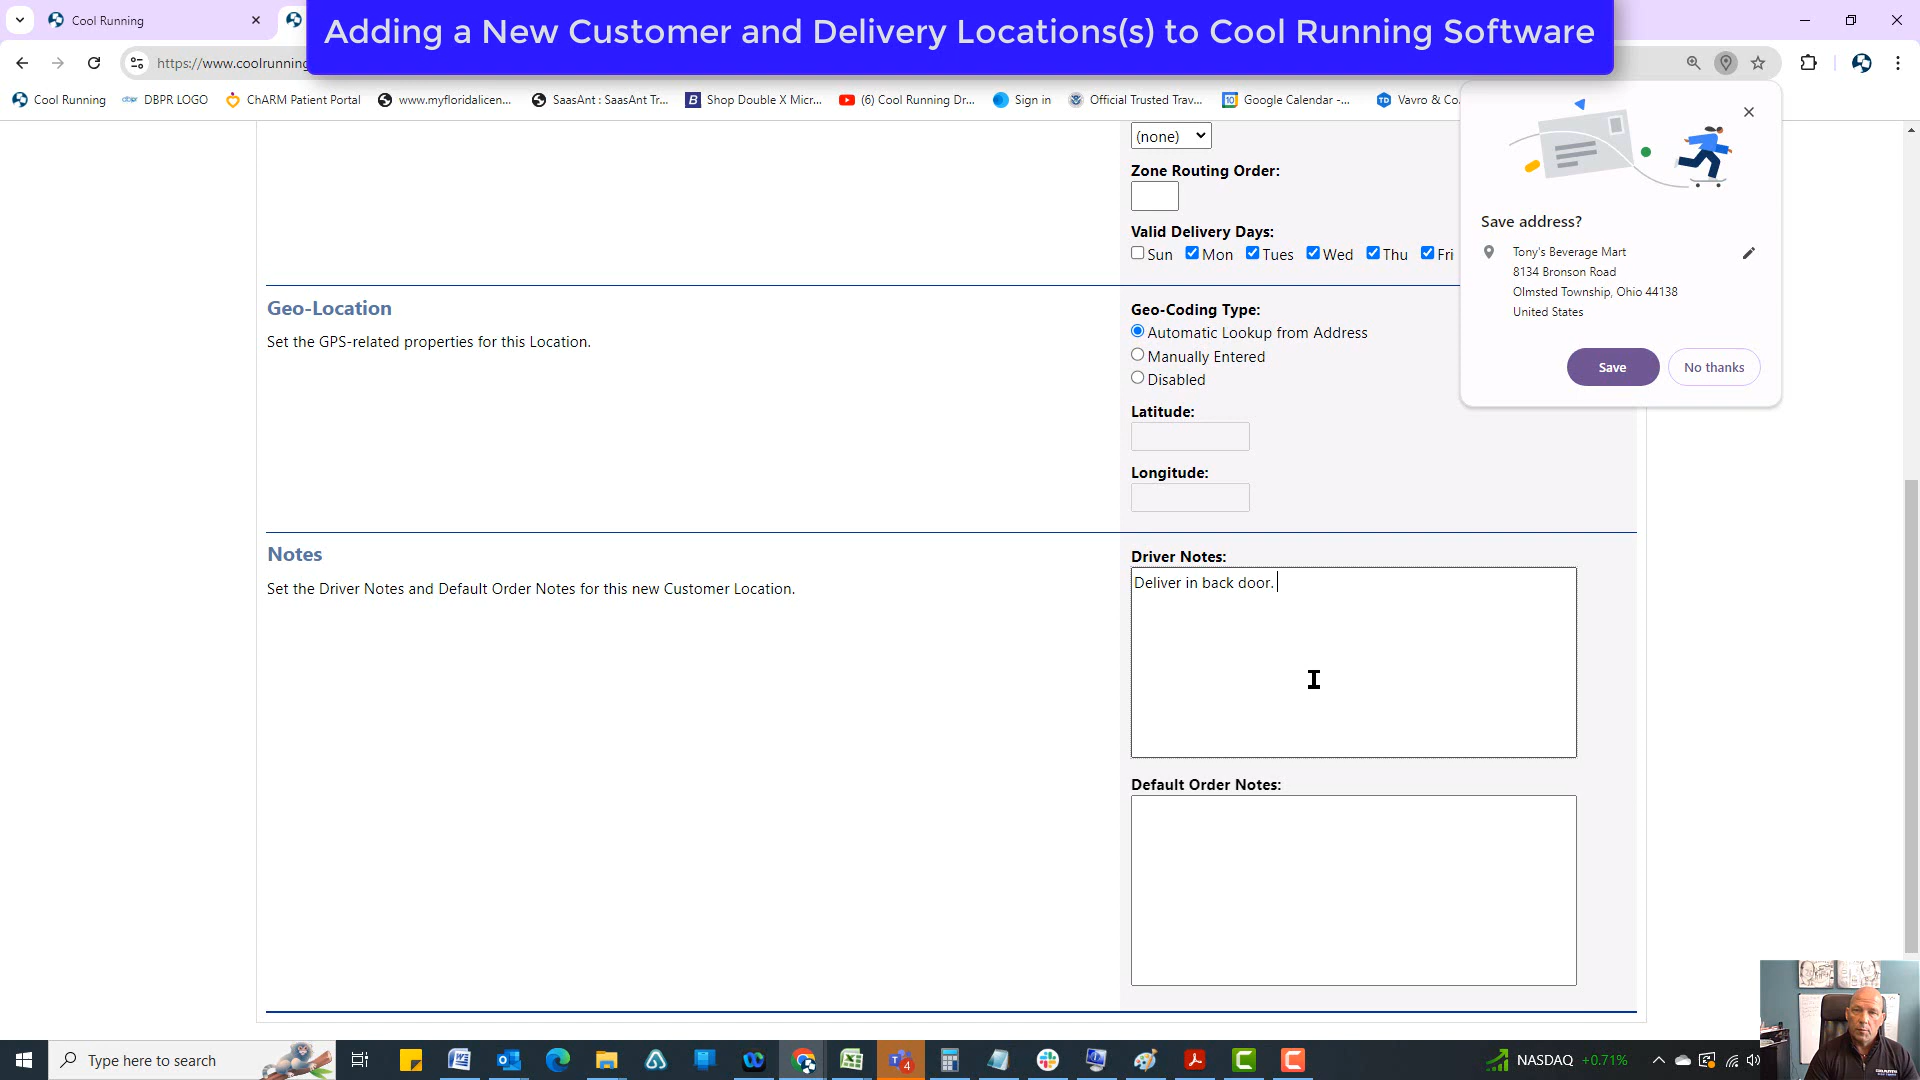 Cool Running
Adding a New Customer and Delivery Locations(s) to Cool Running Software
https://www.coolrunning
Cool Running
DBPR LOGO
ChARM Patient Portal
www.myfloridalicen...
SaasAnt : SaasAnt Tr...
Shop Double X Micr...
(6) Cool Running Dr...
Sign in
Official Trusted Trav...
Google Calendar -...
Vavro & Co
(none)
Zone Routing Order:
Valid Delivery Days:
Sun Mon Tues Wed Thu Fri
Save address?
Tony's Beverage Mart
8134 Bronson Road
Olmsted Township, Ohio 44138
United States
Save
No thanks
Geo-Location
Set the GPS-related properties for this Location.
Geo-Coding Type:
Automatic Lookup from Address
Manually Entered
Disabled
Latitude:
Longitude:
Notes
Set the Driver Notes and Default Order Notes for this new Customer Location.
Driver Notes:
Deliver in back door.
Default Order Notes:
Type here to search
4
NASDAQ +0.71%